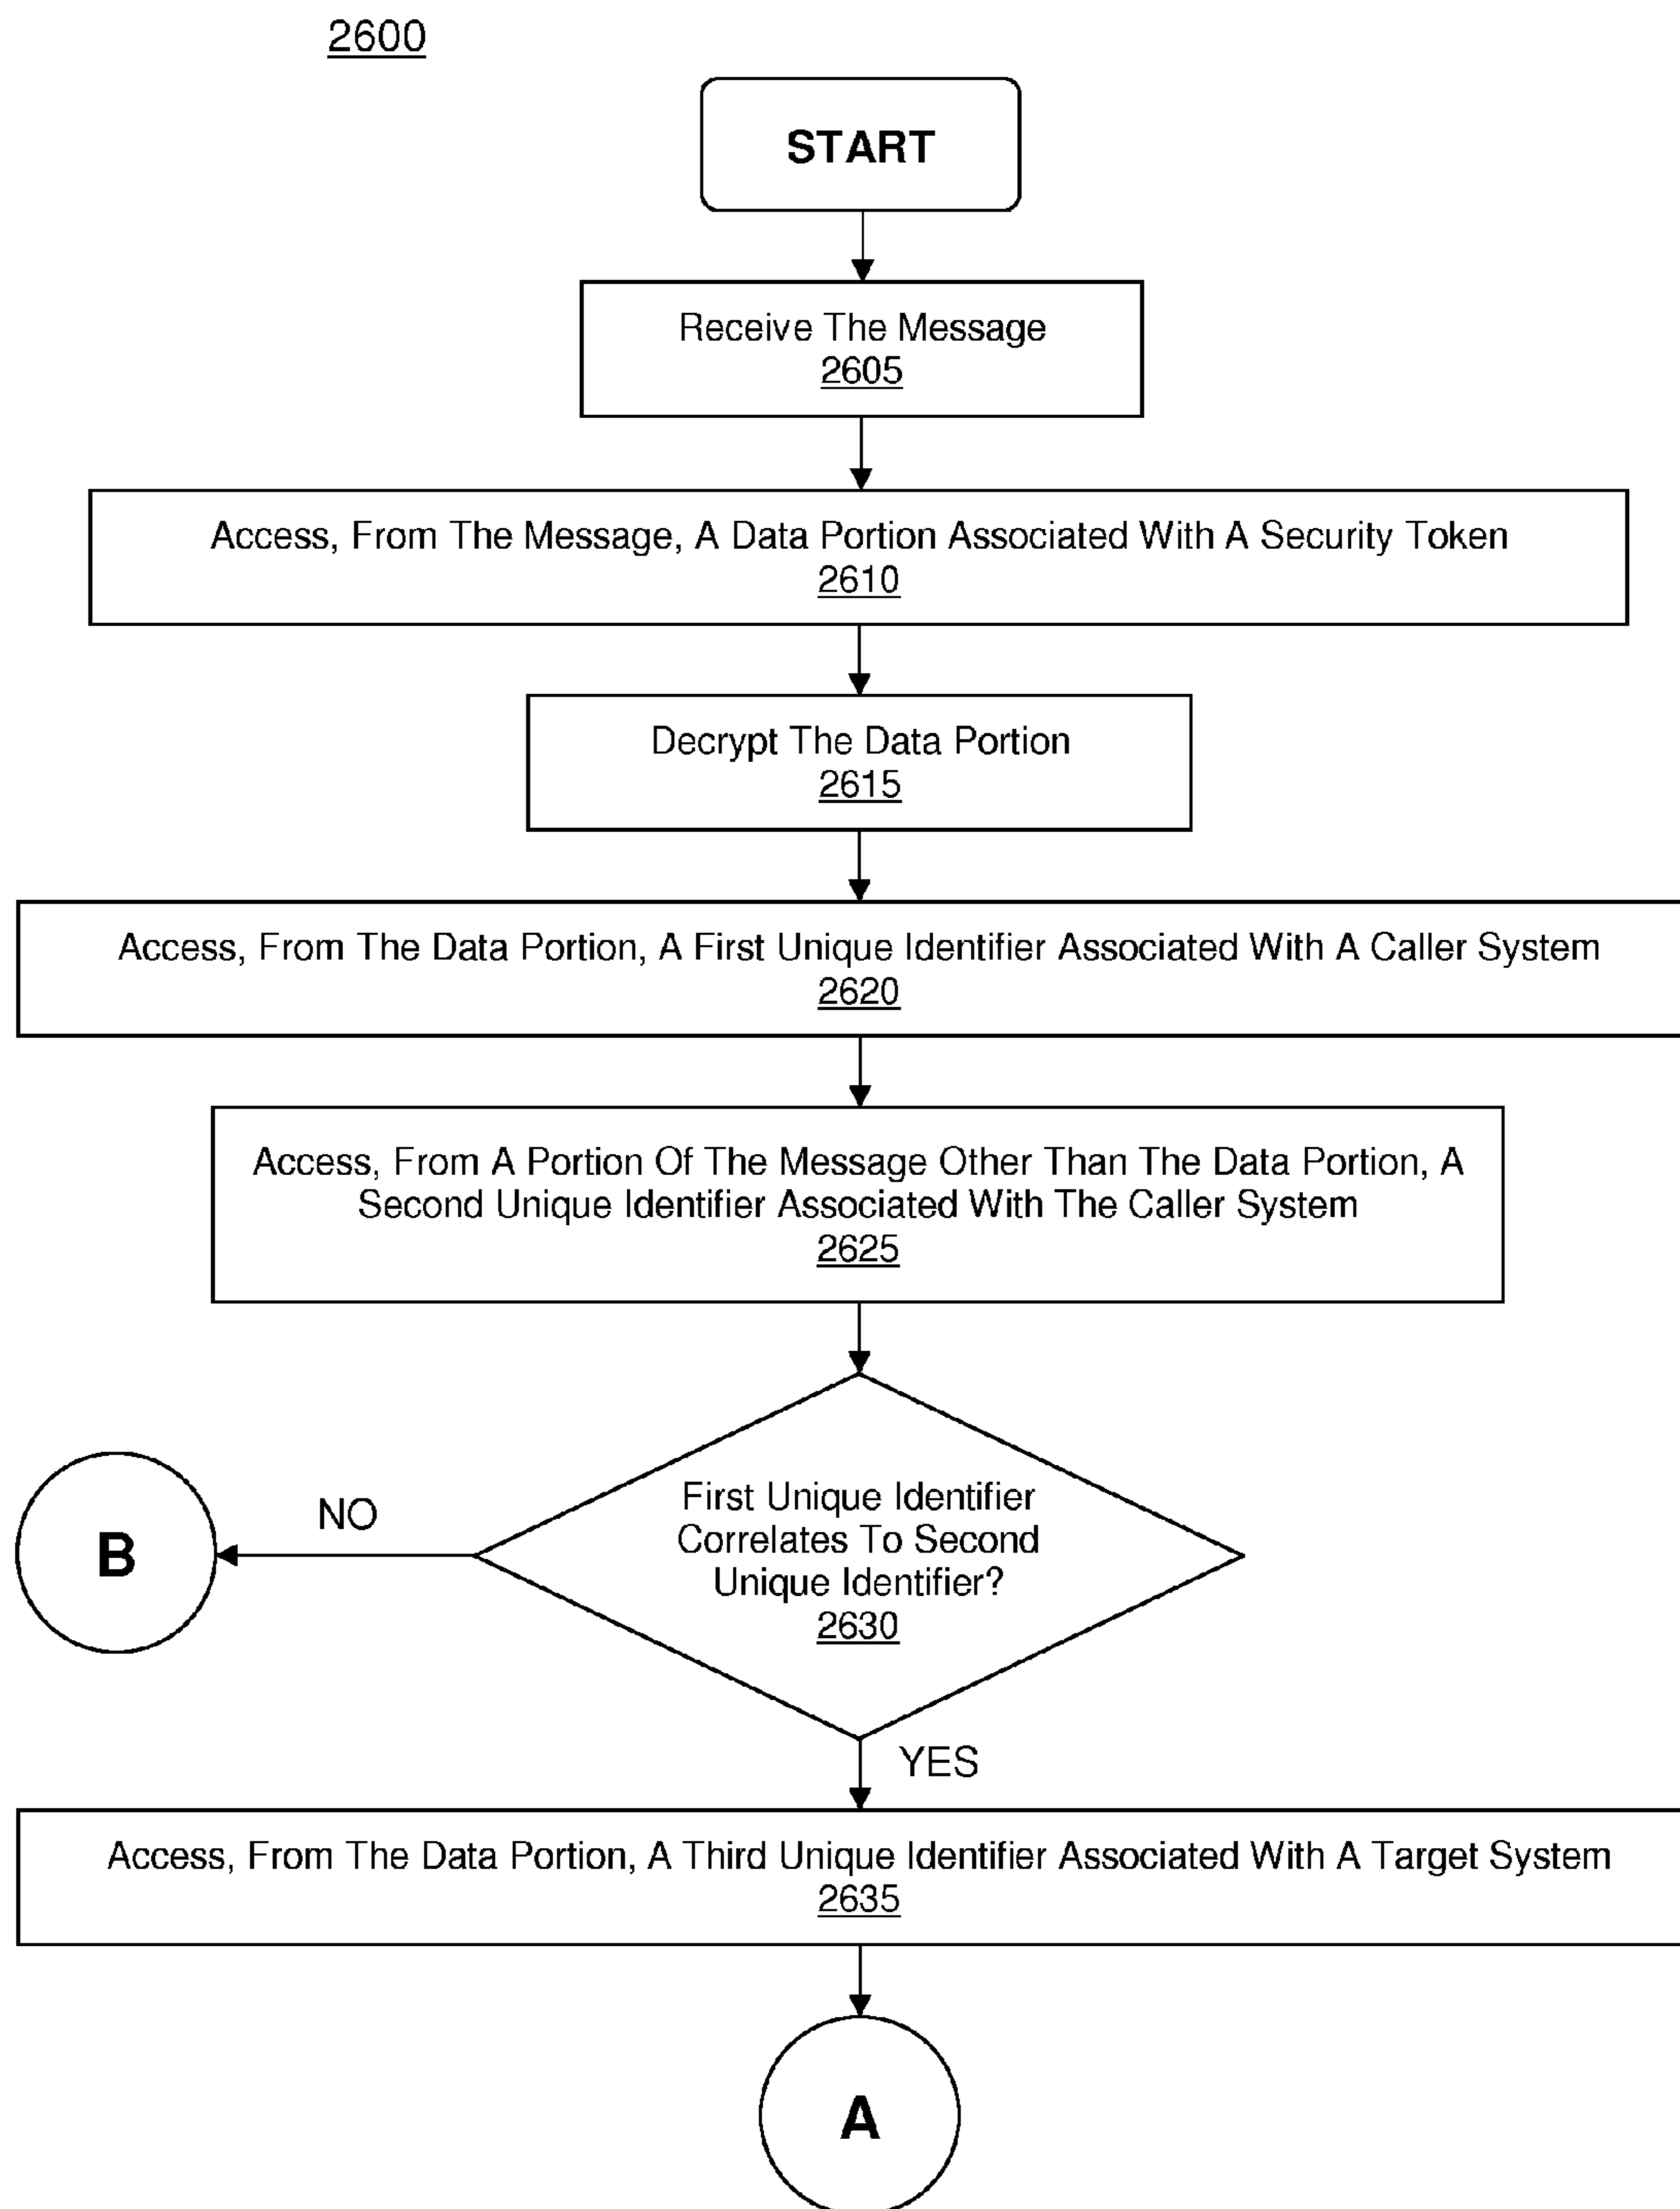 2600
START
Receive The Message
2605
Access, From The Message, A Data Portion Associated With A Security Token
2610
Decrypt The Data Portion
2615
Access, From The Data Portion, A First Unique Identifier Associated With A Caller System
2620
Access, From A Portion Of The Message Other Than The Data Portion, A
Second Unique Identifier Associated With The Caller System
2625
First Unique Identifier
Correlates To Second
Unique Identifier?
2630
NO
B
YES
Access, From The Data Portion, A Third Unique Identifier Associated With A Target System
2635
A